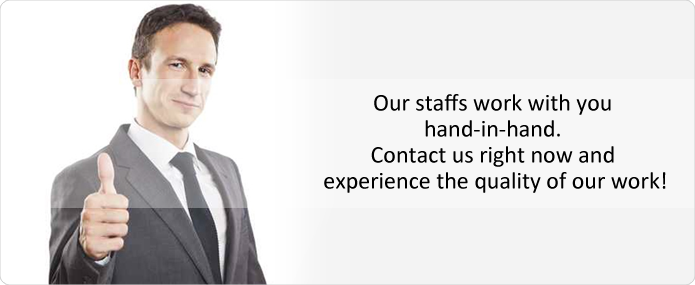 Our staffs work with you
hand-in-hand.
Contact us right now and
experience the quality of our work!